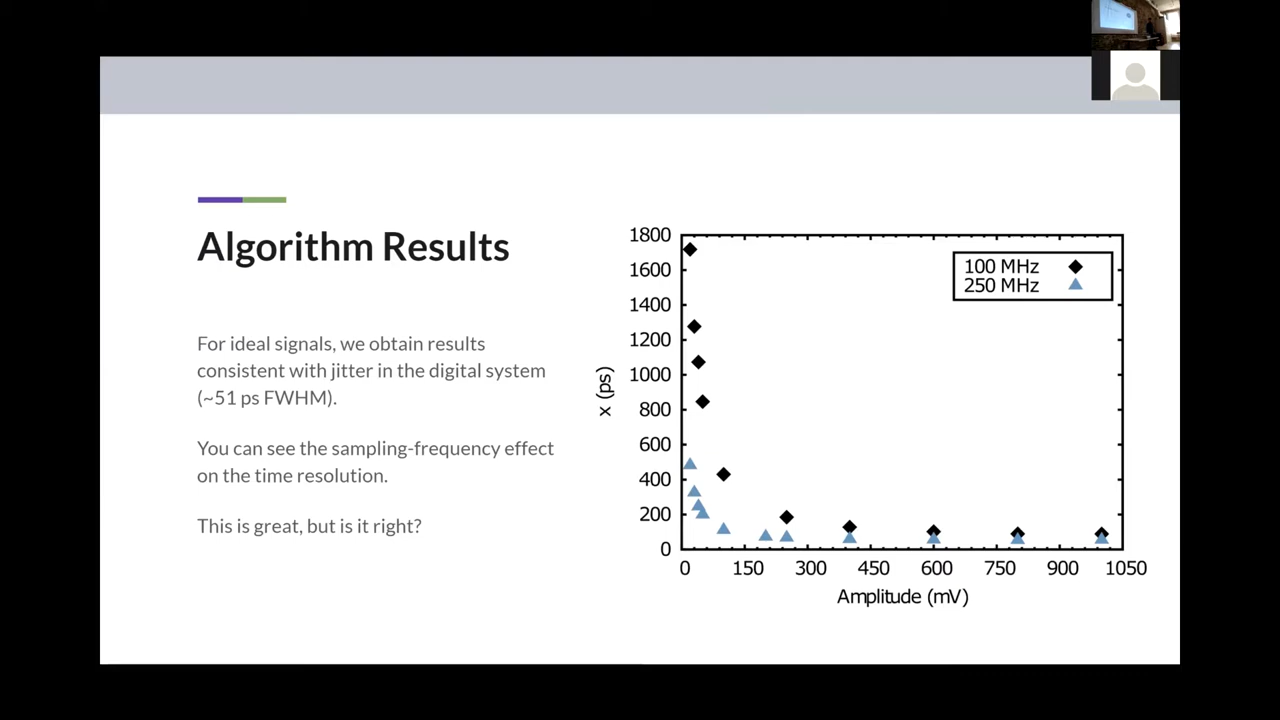 Algorithm Results
For ideal signals, we obtain results
consistent with jitter in the digital system
(~51 ps FWHM).
You can see the sampling-frequency effect
on the time resolution.
This is great, but is it right?
1800
1600
1400
1200
1000
800
600
400
200
0
x (ps)
100 MHz
250 MHz
0 150 300 450 600 750 900 1050
Amplitude (mV)